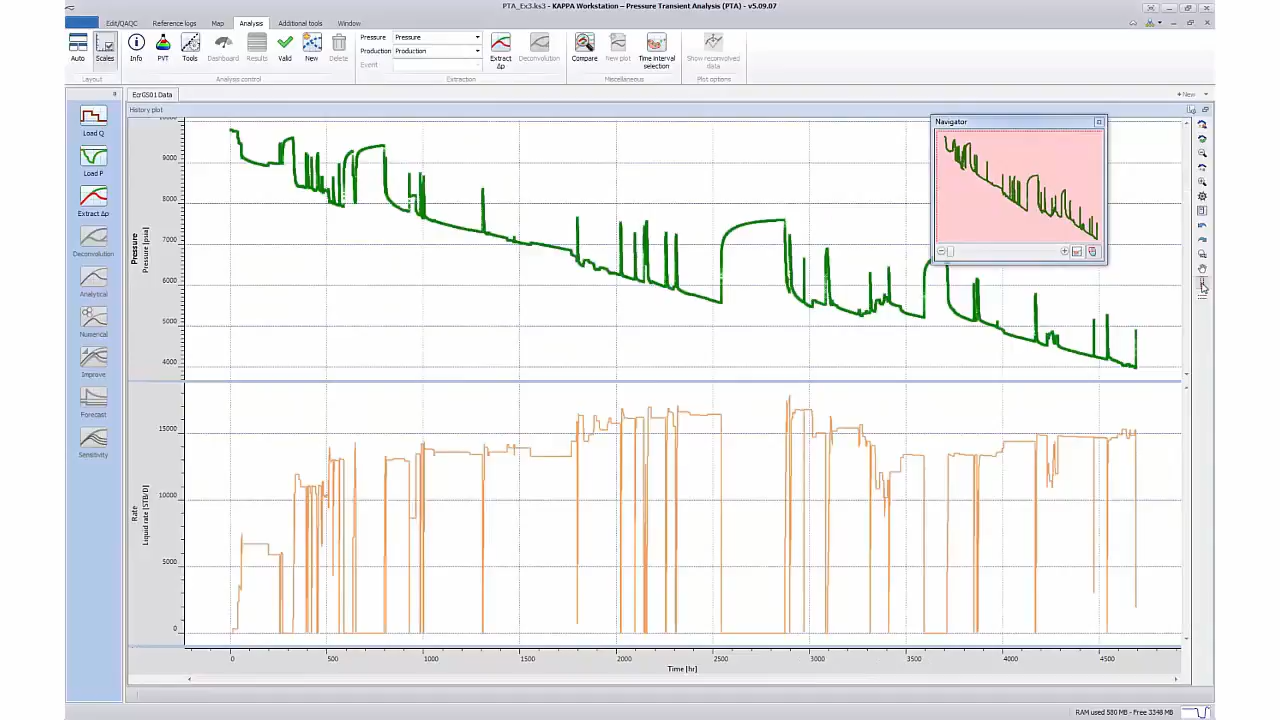 PTA_Ex3.ks3 - KAPPA Workstation – Pressure Transient Analysis (PTA) - v5.09.07
Edit/QAQC Reference logs Map Analysis Additional tools Window
Pressure Pressure
Production Production
Event
Auto Scales Info PVT Tools Dashboard Results Valid New Delete Extract Δp Deconvolution Compare New plot Time interval selection Show reconvolved data
Layout Analysis control Extraction Miscellaneous Plot options
EcrGS01 Data
New
History plot
Load Q
Load P
Extract Δp
Deconvolution
Analytical
Numerical
Improve
Forecast
Sensitivity
Navigator
10000
9000
8000
7000
6000
5000
4000
Pressure
Pressure [psia]
15000
10000
5000
0
Rate
Liquid rate [STB/D]
0 500 1000 1500 2000 2500 3000 3500 4000 4500
Time [hr]
RAM used 580 MB - Free 3348 MB